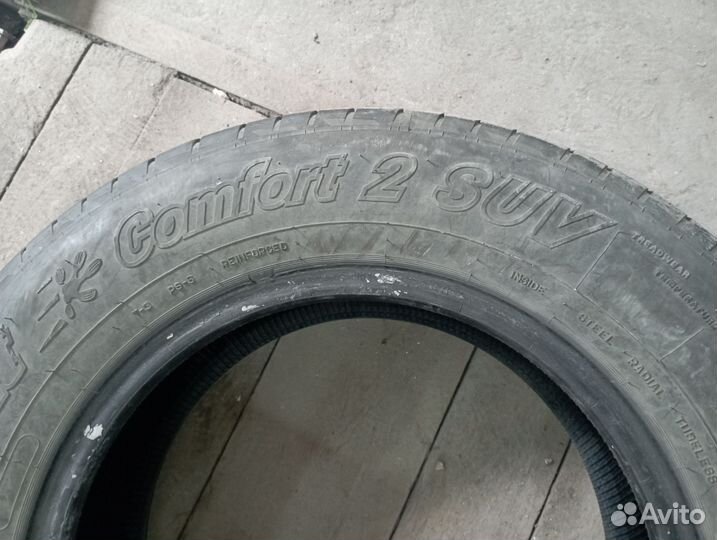 Comfort 2 SUV
REINFORCED
INSIDE
TREADWEAR
TEMPERATURE
STEEL RADIAL TUBELESS
Avito